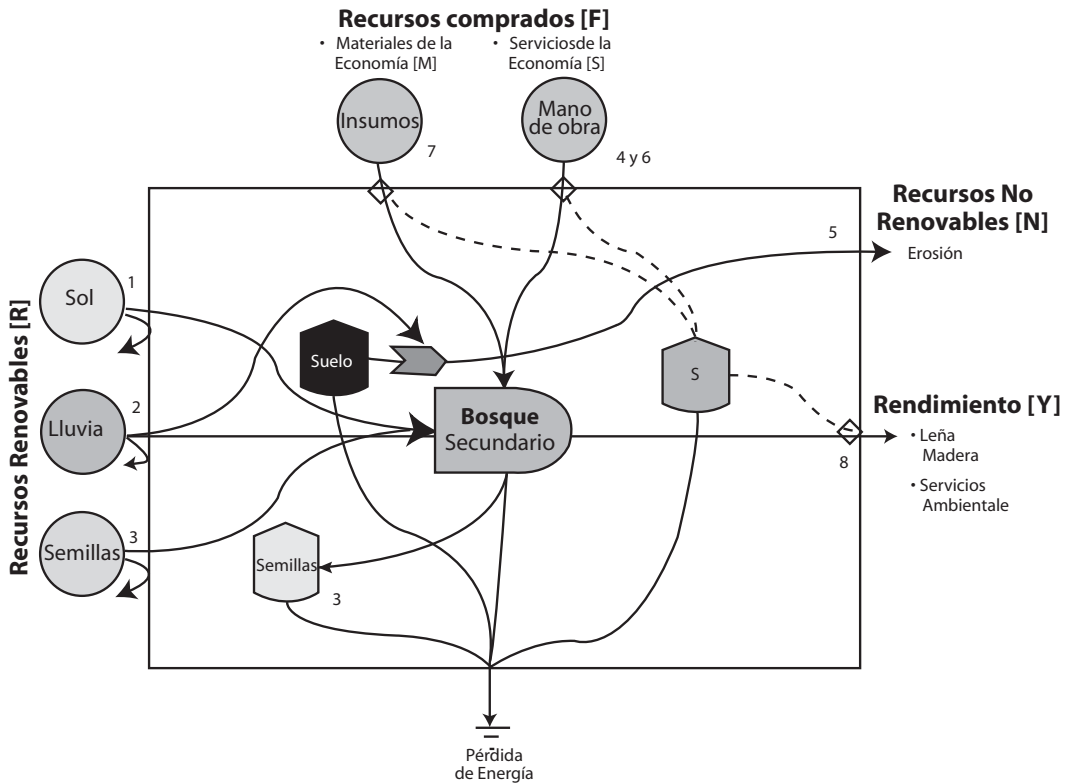 Recursos comprados [F]
• Materiales de la
Economía [M]
• Serviciosde la
Economía [S]
Insumos
7
Mano
de obra
4 y 6
Recursos No
Renovables [N]
5
Erosión
Recursos Renovables [R]
Sol
1
Lluvia
2
Semillas
3
Suelo
S
Bosque
Secundario
Rendimiento [Y]
8
• Leña
Madera
• Servicios
Ambientale
Semillas
3
Pérdida
de Energía